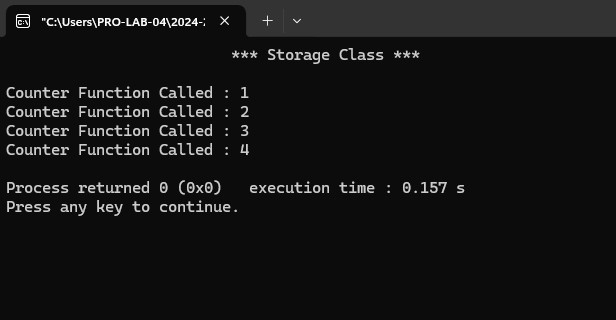 "C:\Users\PRO-LAB-04\2024-
*** Storage Class ***
Counter Function Called : 1
Counter Function Called : 2
Counter Function Called : 3
Counter Function Called : 4
Process returned 0 (0x0)   execution time : 0.157 s
Press any key to continue.